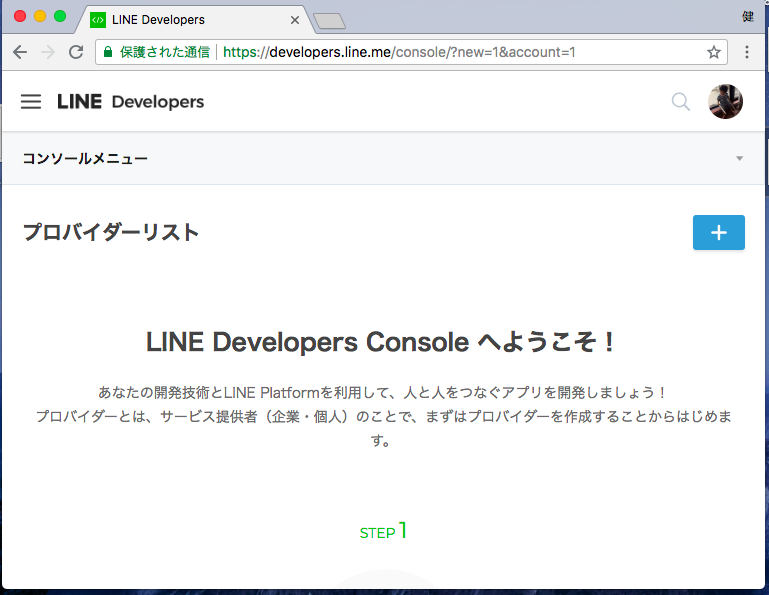 LINE Developers
健
保護された通信
https://developers.line.me/console/?new=1&account=1
LINE Developers
コンソールメニュー
プロバイダーリスト
LINE Developers Console へようこそ！
あなたの開発技術とLINE Platformを利用して、人と人をつなぐアプリを開発しましょう！
プロバイダーとは、サービス提供者（企業・個人）のことで、まずはプロバイダーを作成することからはじめま
す。
STEP 1